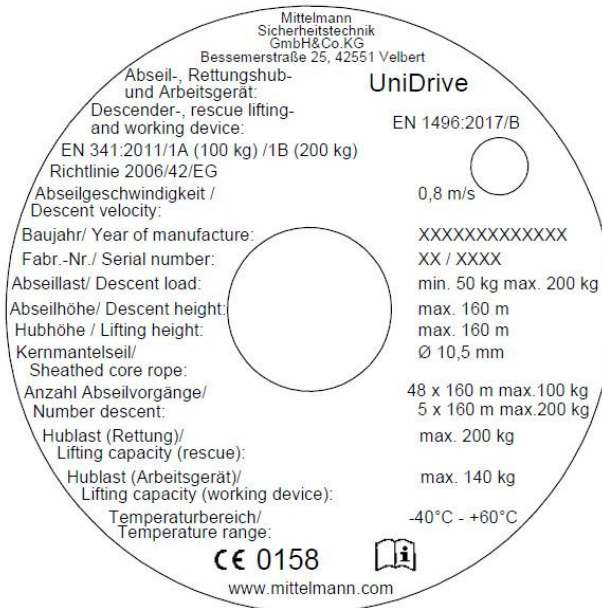 Mittelmann
Sicherheitstechnik
GmbH&Co.KG
Bessemerstraße 25, 42551 Velbert
Abseil-, Rettungshub-
und Arbeitsgerät:
UniDrive
Descender-, rescue lifting-
and working device:
EN 1496:2017/B
EN 341:2011/1A (100 kg) /1B (200 kg)
Richtlinie 2006/42/EG
Abseilgeschwindigkeit / 0,8 m/s
Descent velocity:
Baujahr/ Year of manufacture: XXXXXXXXXXXXX
Fabr.-Nr./ Serial number: XX / XXXX
Abseillast/ Descent load: min. 50 kg max. 200 kg
Abseilhöhe/ Descent height: max. 160 m
Hubhöhe / Lifting height: max. 160 m
Kernmantelseil/ Ø 10,5 mm
Sheathed core rope:
Anzahl Abseilvorgänge/ 48 x 160 m max.100 kg
Number descent: 5 x 160 m max.200 kg
Hublast (Rettung)/ max. 200 kg
Lifting capacity (rescue):
Hublast (Arbeitsgerät)/ max. 140 kg
Lifting capacity (working device):
Temperaturbereich/ -40°C - +60°C
Temperature range:
CE 0158
www.mittelmann.com